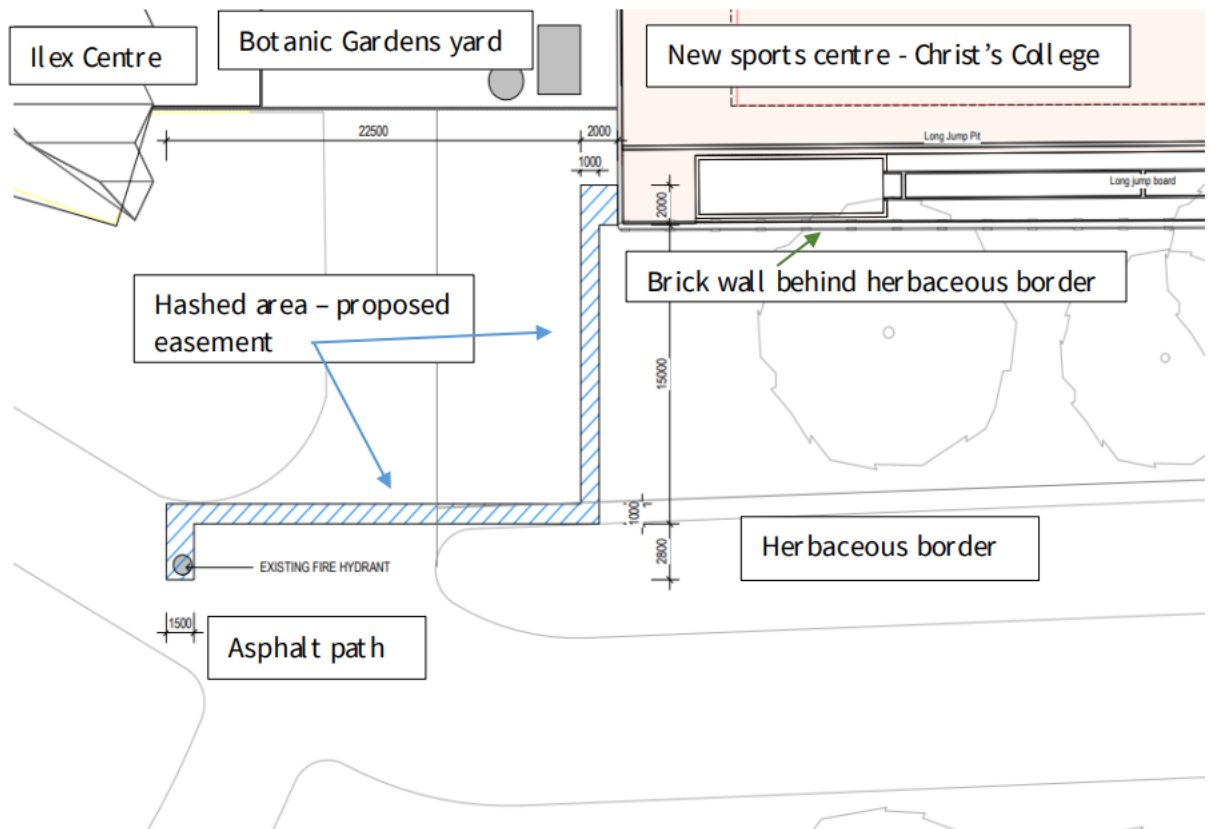 Ilex Centre
Botanic Gardens yard
New sports centre - Christ's College
22500
2000
1000
Long Jump Pit
Long jump board
2000
Brick wall behind herbaceous border
Hashed area – proposed
easement
15000
1000
Herbaceous border
2800
EXISTING FIRE HYDRANT
1500
Asphalt path